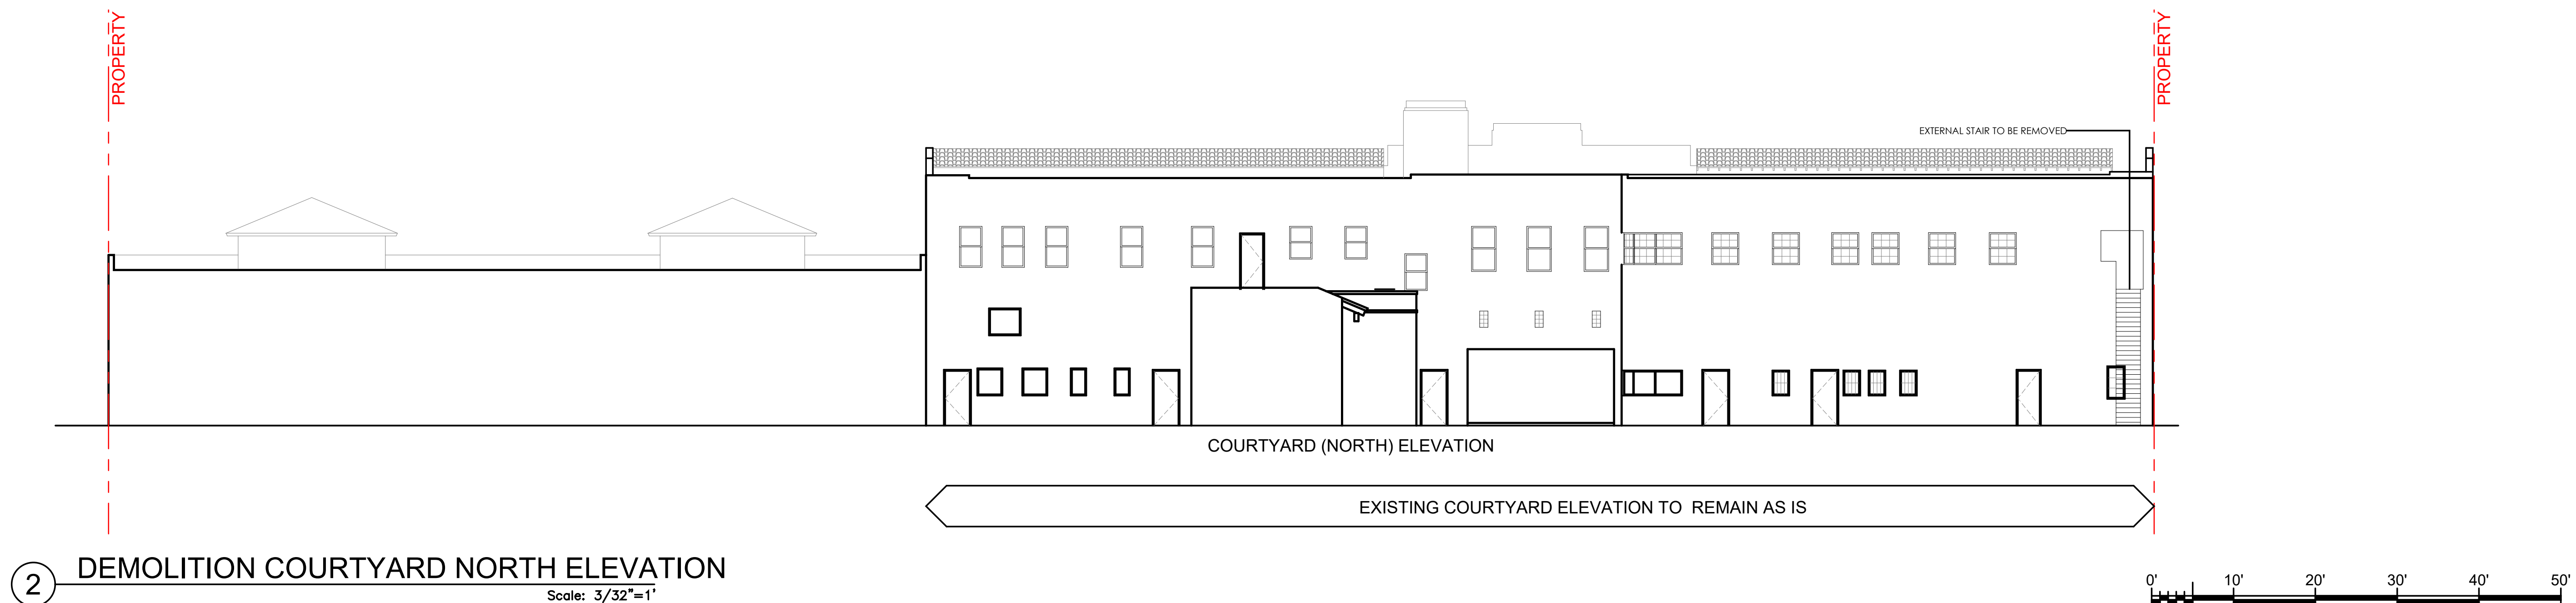 PROPERTY
PROPERTY
EXTERNAL STAIR TO BE REMOVED
COURTYARD (NORTH) ELEVATION
EXISTING COURTYARD ELEVATION TO REMAIN AS IS
2 DEMOLITION COURTYARD NORTH ELEVATION
Scale: 3/32"=1'
0' 10' 20' 30' 40' 50'